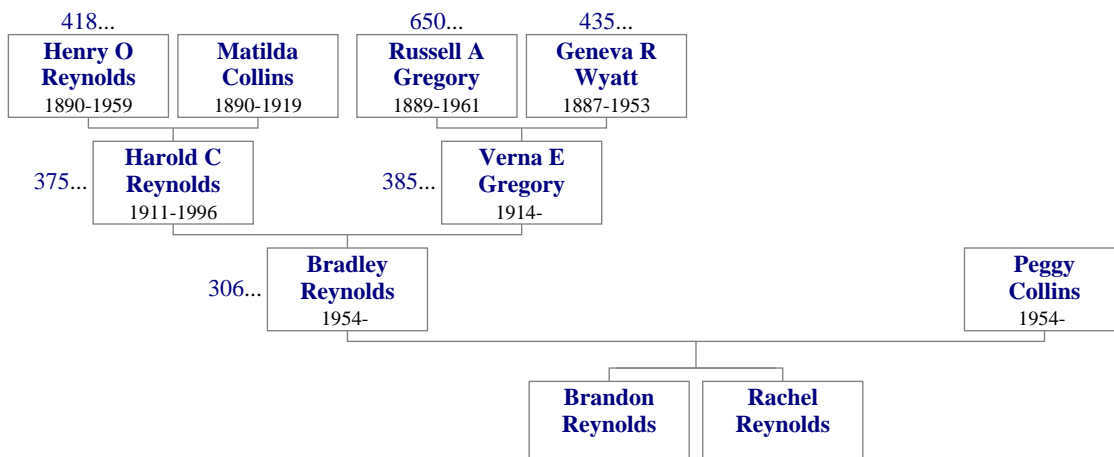 418...
650...
435...
Henry O
Reynolds
1890-1959
Matilda
Collins
1890-1919
Russell A
Gregory
1889-1961
Geneva R
Wyatt
1887-1953
375...
Harold C
Reynolds
1911-1996
385...
Verna E
Gregory
1914-
306...
Bradley
Reynolds
1954-
Peggy
Collins
1954-
Brandon
Reynolds
Rachel
Reynolds